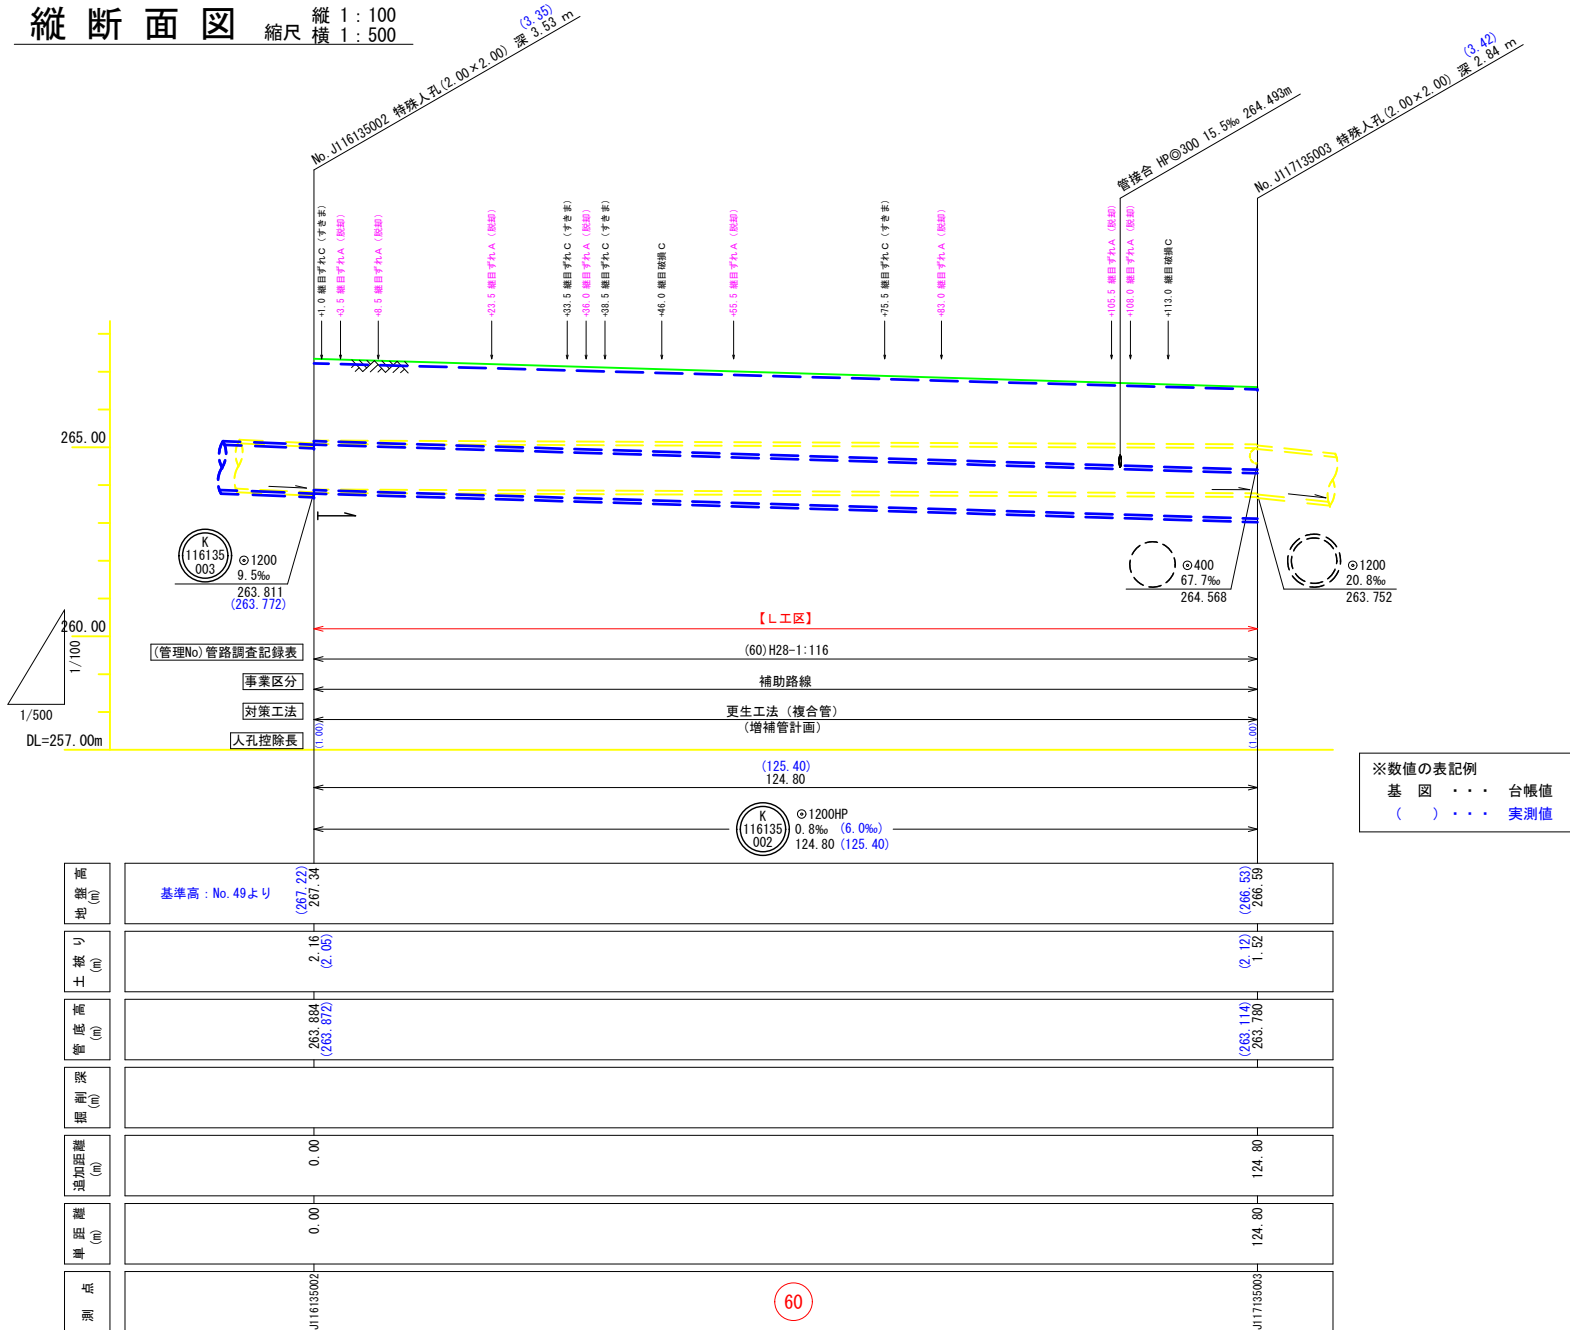 縦断面図
縮尺 縦 1:100
横 1:500
(3.35)
No.J116135002 特殊人孔(2.00×2.00) 深 3.53 m
管接合 HP◎300 15.5‰ 264.493m
(3.42)
No.J117135003 特殊人孔(2.00×2.00) 深 2.84 m
+1.0 継目ずれC (すきま)
+3.5 継目ずれA (脱却)
+8.5 継目ずれA (脱却)
+23.5 継目ずれA (脱却)
+33.5 継目ずれC (すきま)
+36.0 継目ずれA (脱却)
+38.5 継目ずれC (すきま)
+46.0 継目破損C
+55.5 継目ずれA (脱却)
+75.5 継目ずれC (すきま)
+83.0 継目ずれA (脱却)
+105.5 継目ずれA (脱却)
+108.0 継目ずれA (脱却)
+113.0 継目破損C
265.00
260.00
1/100
1/500
DL=257.00m
K
116135
003
◎1200
9.5‰
263.811
(263.772)
◎400
67.7‰
264.568
◎1200
20.8‰
263.752
【L工区】
(管理No)管路調査記録表
(60)H28-1:116
事業区分
補助路線
対策工法
更生工法 (複合管)
(増補管計画)
人孔控除長
(1.00)
(1.00)
(125.40)
124.80
K
116135
002
◎1200HP
0.8‰ (6.0‰)
124.80 (125.40)
※数値の表記例
基 図 ・・・ 台帳値
( ) ・・・ 実測値
地盤高
(m)
基準高:No.49より
(267.22)
267.34
(266.53)
266.59
土被り
(m)
2.16
(2.05)
(2.12)
1.52
管底高
(m)
263.884
(263.872)
(263.114)
263.780
掘削深
(m)
追加距離
(m)
0.00
124.80
単距離
(m)
0.00
124.80
測点
J116135002
60
J117135003